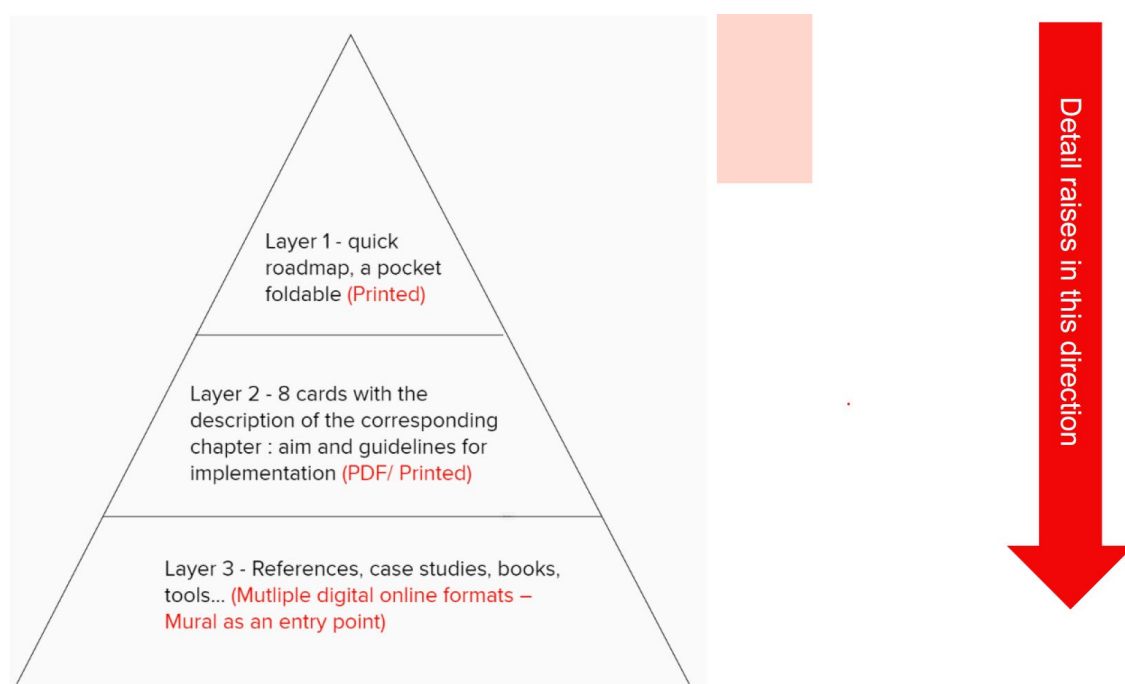 Layer 1 - quick
roadmap, a pocket
foldable (Printed)
Layer 2 - 8 cards with the
description of the corresponding
chapter : aim and guidelines for
implementation (PDF/ Printed)
Layer 3 - References, case studies, books,
tools... (Mutliple digital online formats –
Mural as an entry point)
Detail raises in this direction